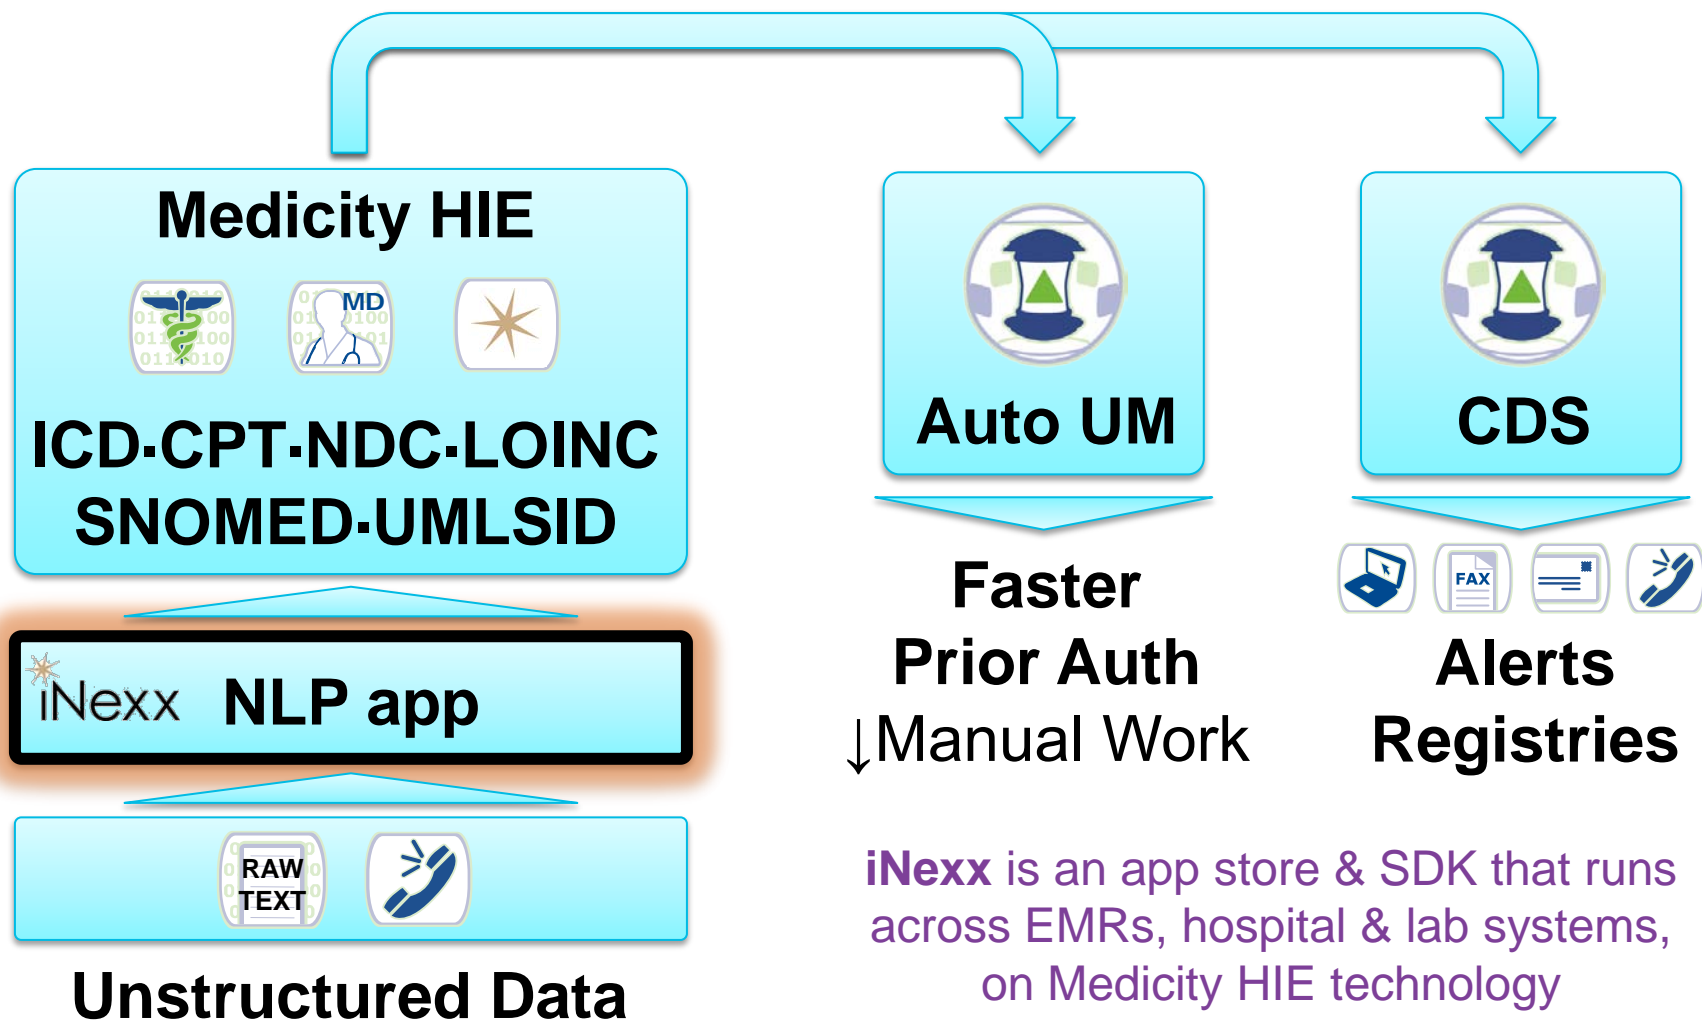 Medicity HIE
MD
ICD-CPT-NDC-LOINC
SNOMED-UMLSID
iNexx NLP app
RAW
TEXT
Unstructured Data
Auto UM
Faster
Prior Auth
↓Manual Work
CDS
FAX
Alerts
Registries
iNexx is an app store & SDK that runs
across EMRs, hospital & lab systems,
on Medicity HIE technology